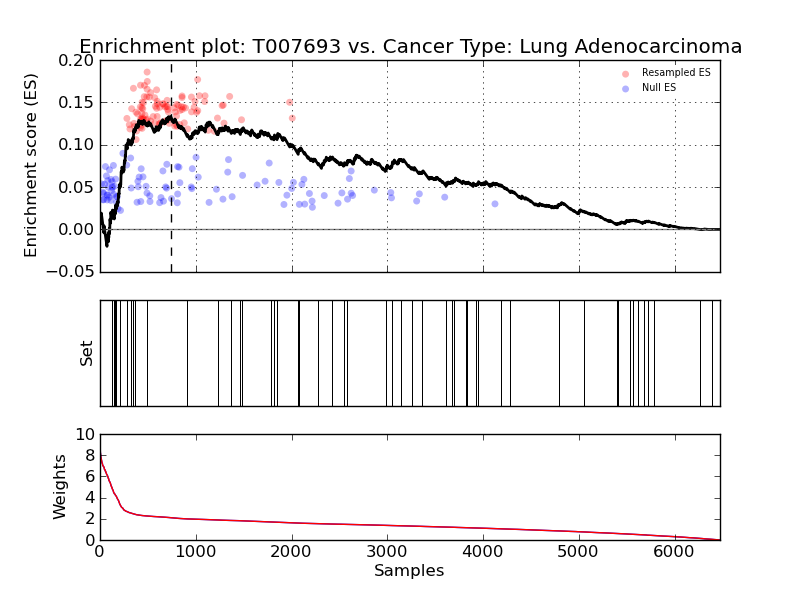 Enrichment plot: T007693 vs. Cancer Type: Lung Adenocarcinoma
0.20
0.15
0.10
0.05
0.00
−0.05
Enrichment score (ES)
Resampled ES
Null ES
Set
10
8
6
4
2
0
Weights
0 1000 2000 3000 4000 5000 6000
Samples